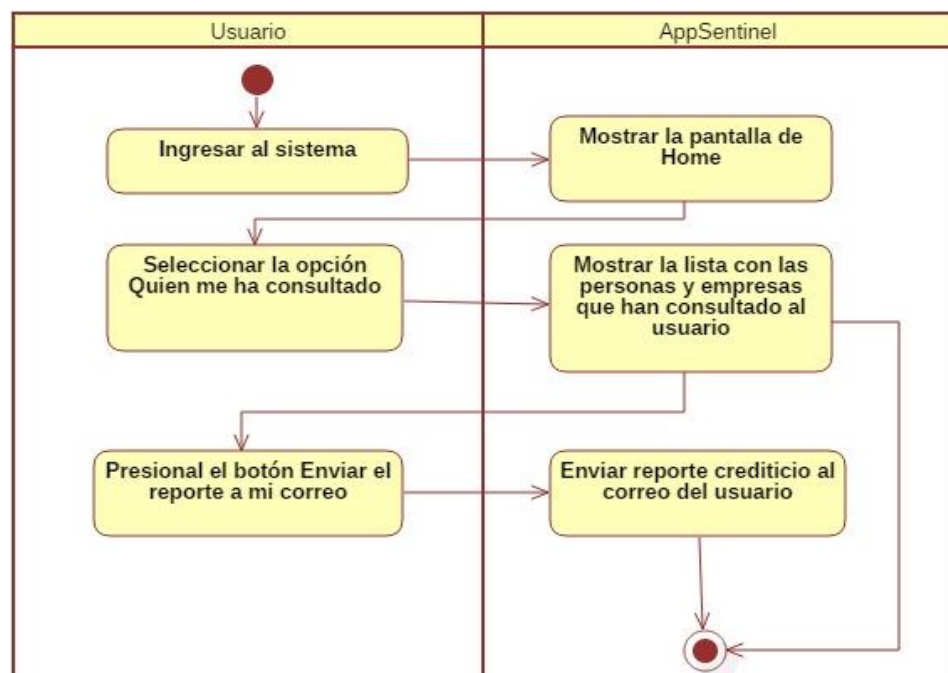 Usuario
AppSentinel
Ingresar al sistema
Mostrar la pantalla de
Home
Seleccionar la opción
Quien me ha consultado
Mostrar la lista con las
personas y empresas
que han consultado al
usuario
Presional el botón Enviar el
reporte a mi correo
Enviar reporte crediticio al
correo del usuario